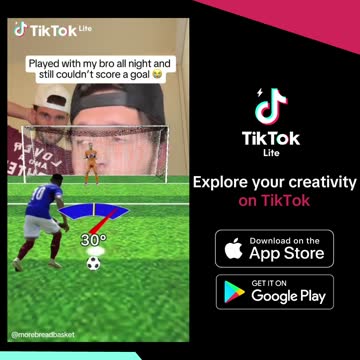 TikTok Lite
Played with my bro all night and
still couldn't score a goal 😭
10
30°
@morebreadbasket
TikTok
Lite
Explore your creativity
on TikTok
Download on the
App Store
GET IT ON
Google Play